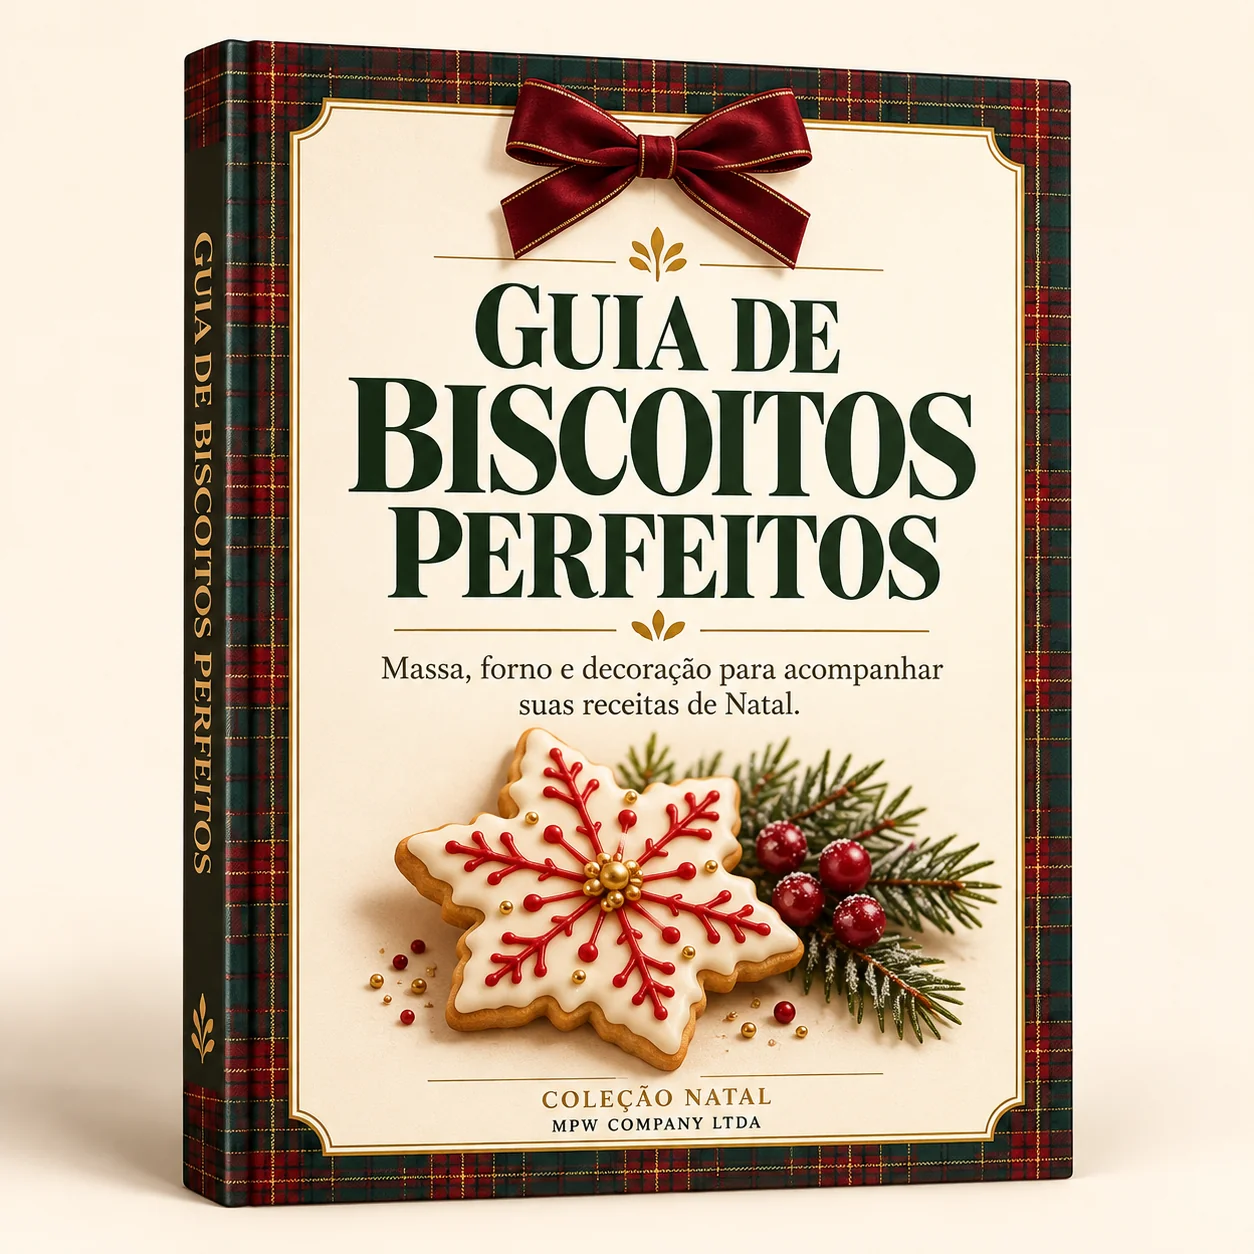 GUIA DE BISCOITOS PERFEITOS
GUIA DE
BISCOITOS
PERFEITOS
Massa, forno e decoração para acompanhar
suas receitas de Natal.
COLEÇÃO NATAL
MPW COMPANY LTDA